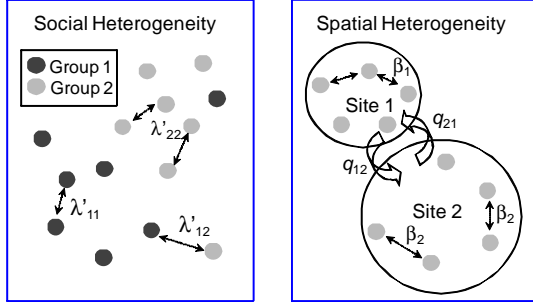 Social Heterogeneity
Group 1
Group 2
λ'22
λ'11
λ'12
Spatial Heterogeneity
β1
Site 1
q21
q12
Site 2
β2
β2